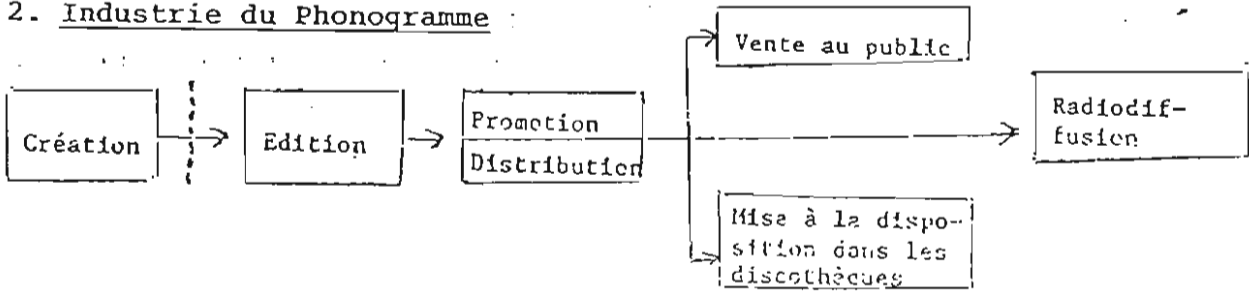 2. Industrie du Phonogramme
Vente au public
Création
Edition
Promotion
Distribution
Radiodif-
fusion
Mise à la dispo-
sition dans les
discothèques